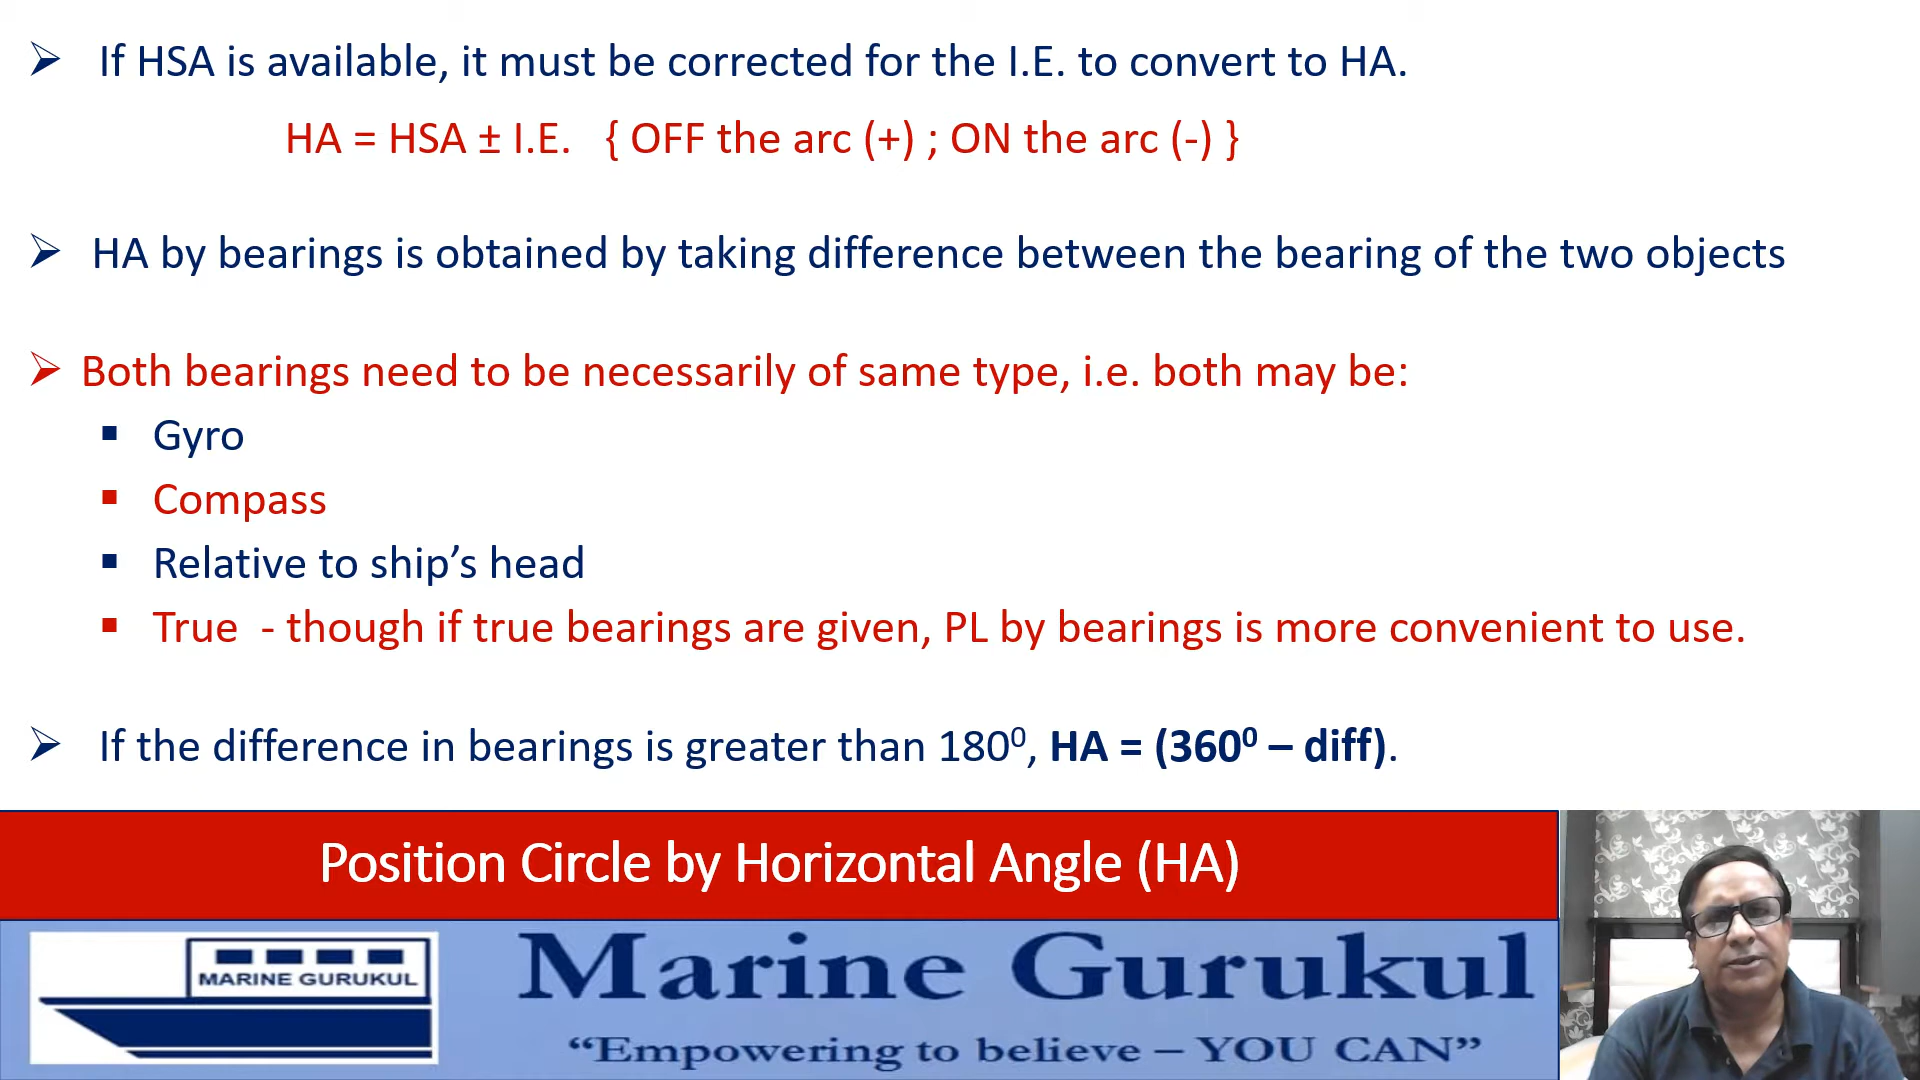 If HSA is available, it must be corrected for the I.E. to convert to HA.
HA = HSA ± I.E. { OFF the arc (+) ; ON the arc (-) }
HA by bearings is obtained by taking difference between the bearing of the two objects
Both bearings need to be necessarily of same type, i.e. both may be:
Gyro
Compass
Relative to ship’s head
True - though if true bearings are given, PL by bearings is more convenient to use.
If the difference in bearings is greater than 180⁰, HA = (360⁰ – diff).
Position Circle by Horizontal Angle (HA)
MARINE GURUKUL
Marine Gurukul
“Empowering to believe – YOU CAN”